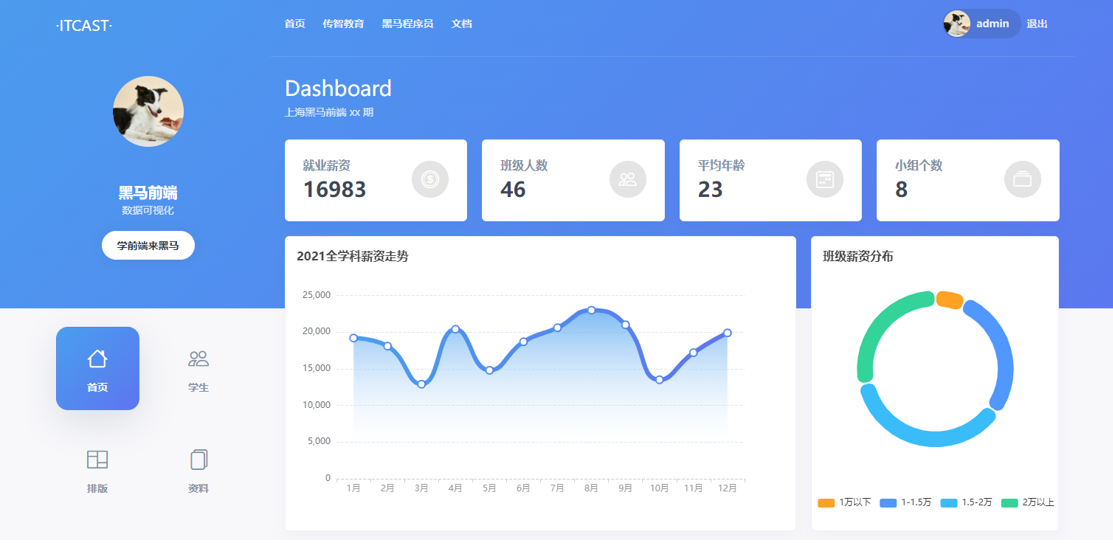 ·ITCAST·
首页 传智教育 黑马程序员 文档
admin 退出
黑马前端
数据可视化
学前端来黑马
首页
学生
排版
资料
Dashboard
上海黑马前端 xx 期
就业薪资
16983
班级人数
46
平均年龄
23
小组个数
8
2021全学科薪资走势
25,000
20,000
15,000
10,000
5,000
0
1月 2月 3月 4月 5月 6月 7月 8月 9月 10月 11月 12月
班级薪资分布
1万以下 1-1.5万 1.5-2万 2万以上